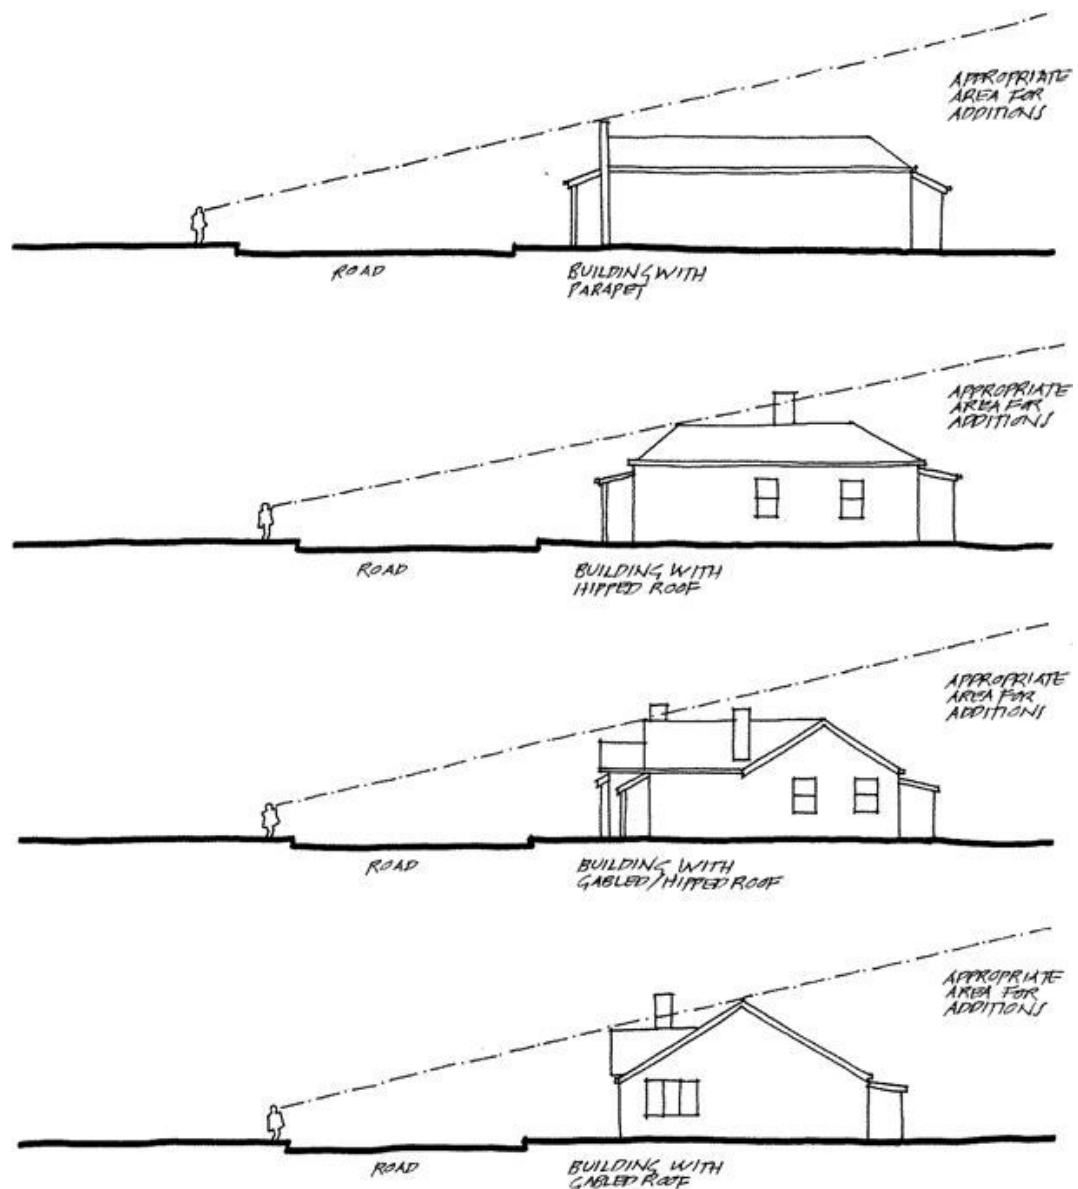 APPROPRIATE
AREA FOR
ADDITIONS
ROAD
BUILDING WITH
PARAPET
APPROPRIATE
AREA FOR
ADDITIONS
ROAD
BUILDING WITH
HIPPED ROOF
APPROPRIATE
AREA FOR
ADDITIONS
ROAD
BUILDING WITH
GABLED/HIPPED ROOF
APPROPRIATE
AREA FOR
ADDITIONS
ROAD
BUILDING WITH
GABLED ROOF